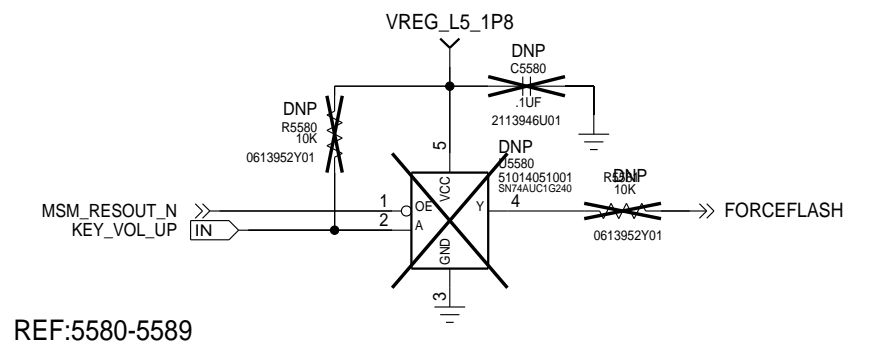 VREG_L5_1P8
DNP
C5580
.1UF
2113946U01
DNP
R5580
10K
0613952Y01
5
DNP
U5580
51014051001
SN74AUC1G240
VCC
DNP
10K
0613952Y01
MSM_RESOUT_N
1
OE
Y
4
FORCEFLASH
KEY_VOL_UP
IN
2
A
GND
3
REF:5580-5589